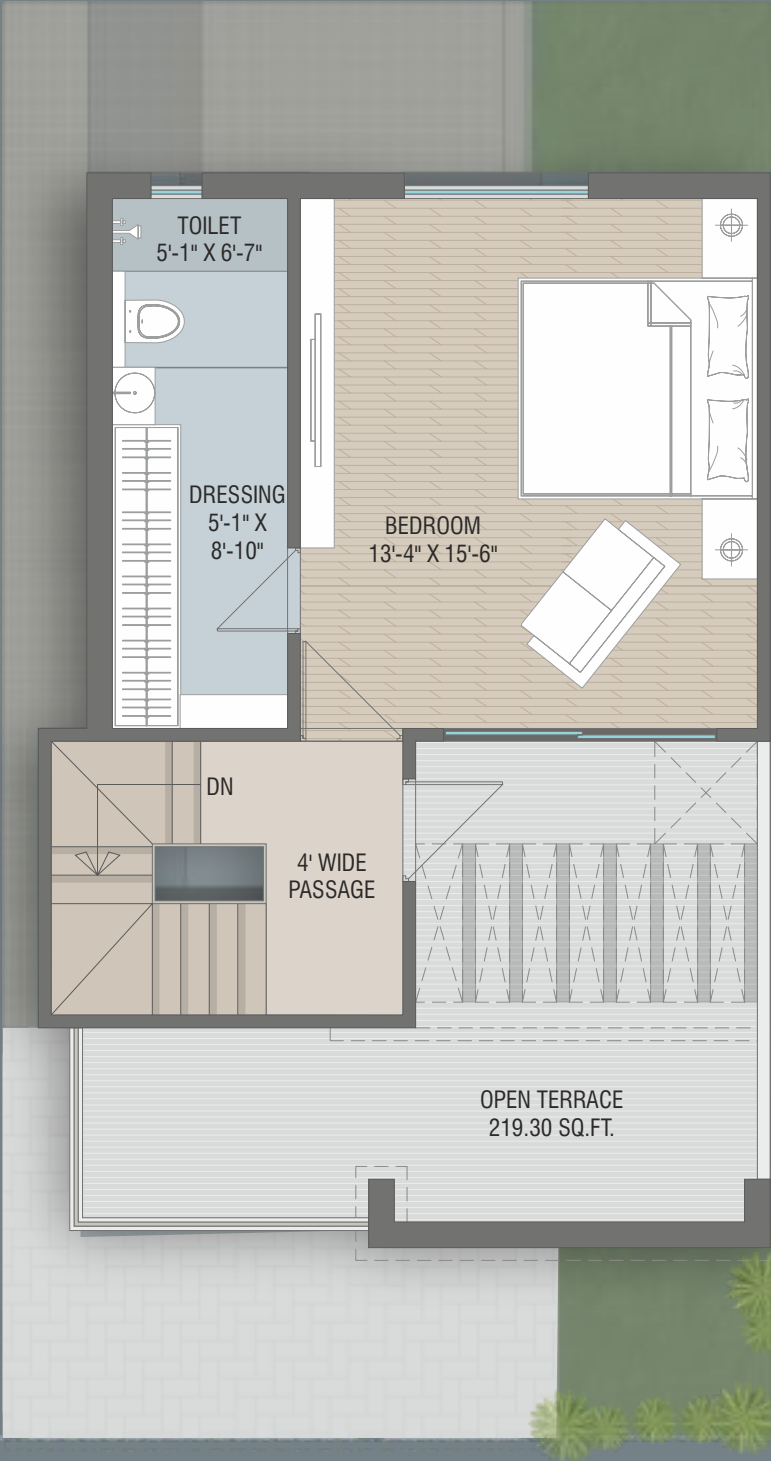 TOILET
5'-1" X 6'-7"
DRESSING
5'-1" X
8'-10"
BEDROOM
13'-4" X 15'-6"
DN
4' WIDE
PASSAGE
OPEN TERRACE
219.30 SQ.FT.